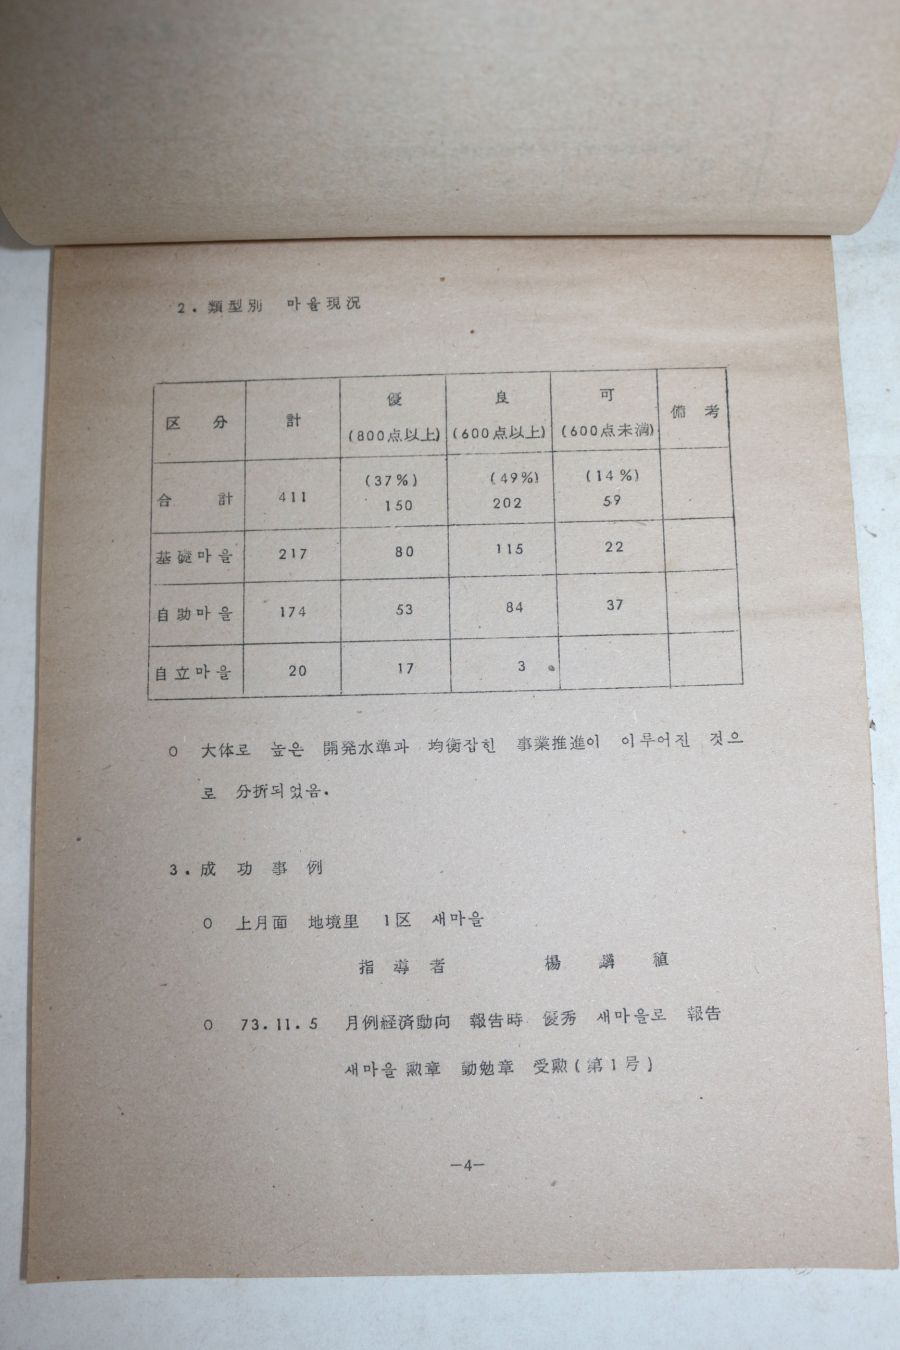 2. 類型別 마을現況
区 分 計 優 良 可 備 考
(800点以上) (600点以上) (600点未満)
(37%) (49%) (14%)
合 計 411 150 202 59
基礎마을 217 80 115 22
自助마을 174 53 84 37
自立마을 20 17 3
○ 大体로 높은 開発水準과 均衡잡힌 事業推進이 이루어진 것으
로 分折되었음.
3. 成 功 事 例
○ 上月面 地境里 1区 새마을
指 導 者 楊 植
○ 73.11.5 月例経済動向 報告時 優秀 새마을로 報告
새마을 勲章 勤勉章 受勲(第1号)
-4-